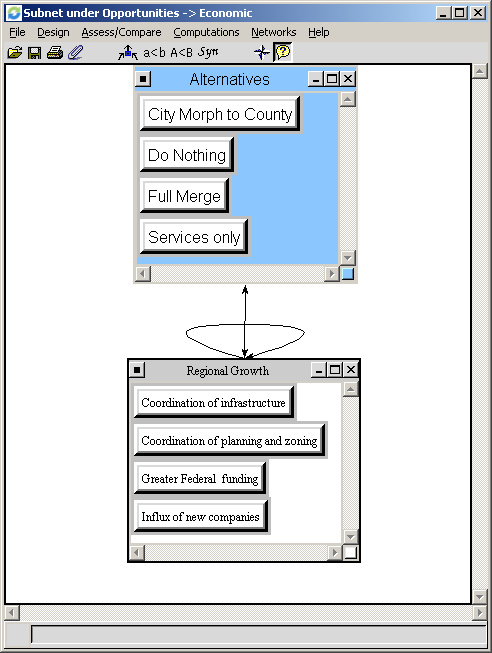 Subnet under Opportunities -> Economic
File Design Assess/Compare Computations Networks Help
a<b A<B Syn
Alternatives
City Morph to County
Do Nothing
Full Merge
Services only
Regional Growth
Coordination of infrastructure
Coordination of planning and zoning
Greater Federal funding
Influx of new companies